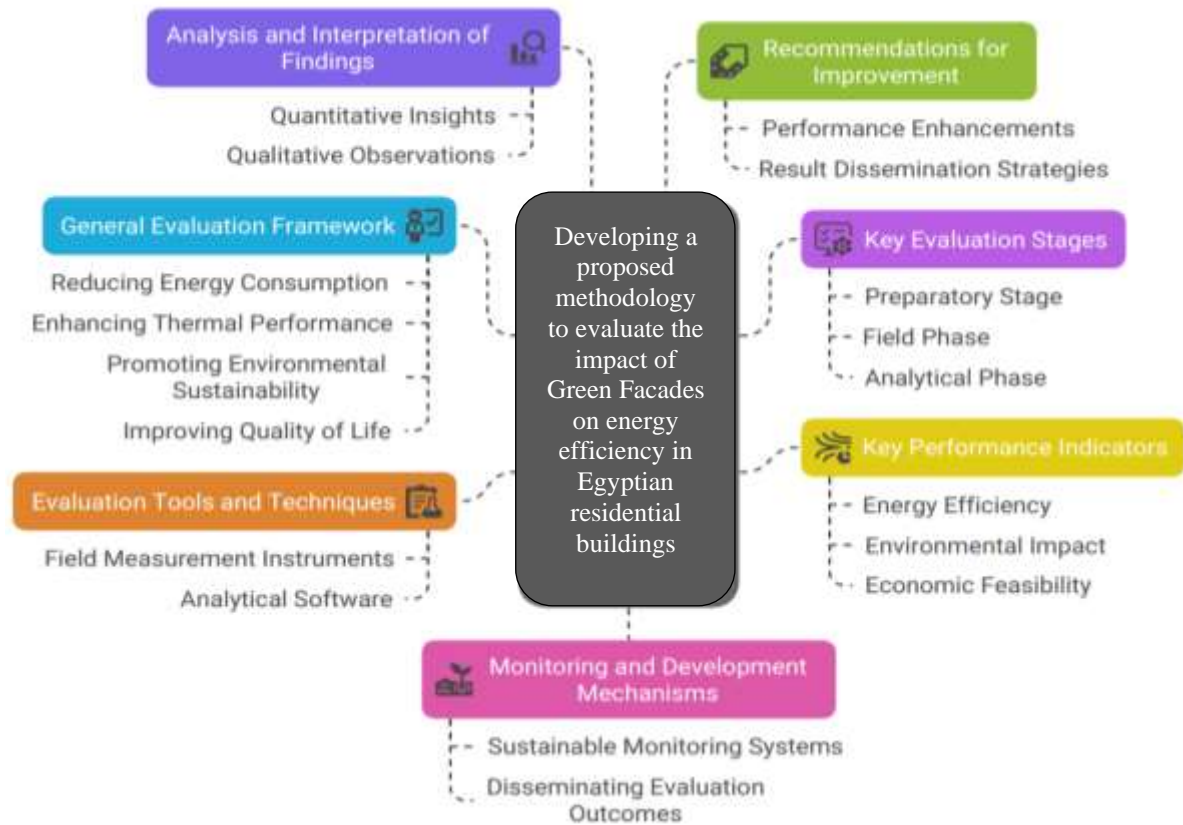 Analysis and Interpretation of
Findings
Quantitative Insights
Qualitative Observations
Recommendations for
Improvement
Performance Enhancements
Result Dissemination Strategies
General Evaluation Framework
Reducing Energy Consumption
Enhancing Thermal Performance
Promoting Environmental
Sustainability
Improving Quality of Life
Developing a
proposed
methodology
to evaluate the
impact of
Green Facades
on energy
efficiency in
Egyptian
residential
buildings
Key Evaluation Stages
Preparatory Stage
Field Phase
Analytical Phase
Evaluation Tools and Techniques
Field Measurement Instruments
Analytical Software
Key Performance Indicators
Energy Efficiency
Environmental Impact
Economic Feasibility
Monitoring and Development
Mechanisms
Sustainable Monitoring Systems
Disseminating Evaluation
Outcomes